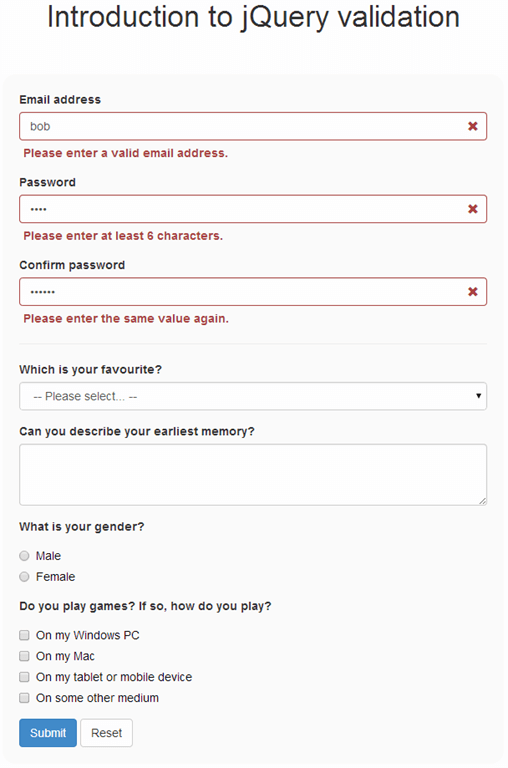 Introduction to jQuery validation
Email address
bob
Please enter a valid email address.
Password
••••
Please enter at least 6 characters.
Confirm password
••••••
Please enter the same value again.
Which is your favourite?
-- Please select... --
Can you describe your earliest memory?
What is your gender?
Male
Female
Do you play games? If so, how do you play?
On my Windows PC
On my Mac
On my tablet or mobile device
On some other medium
Submit Reset